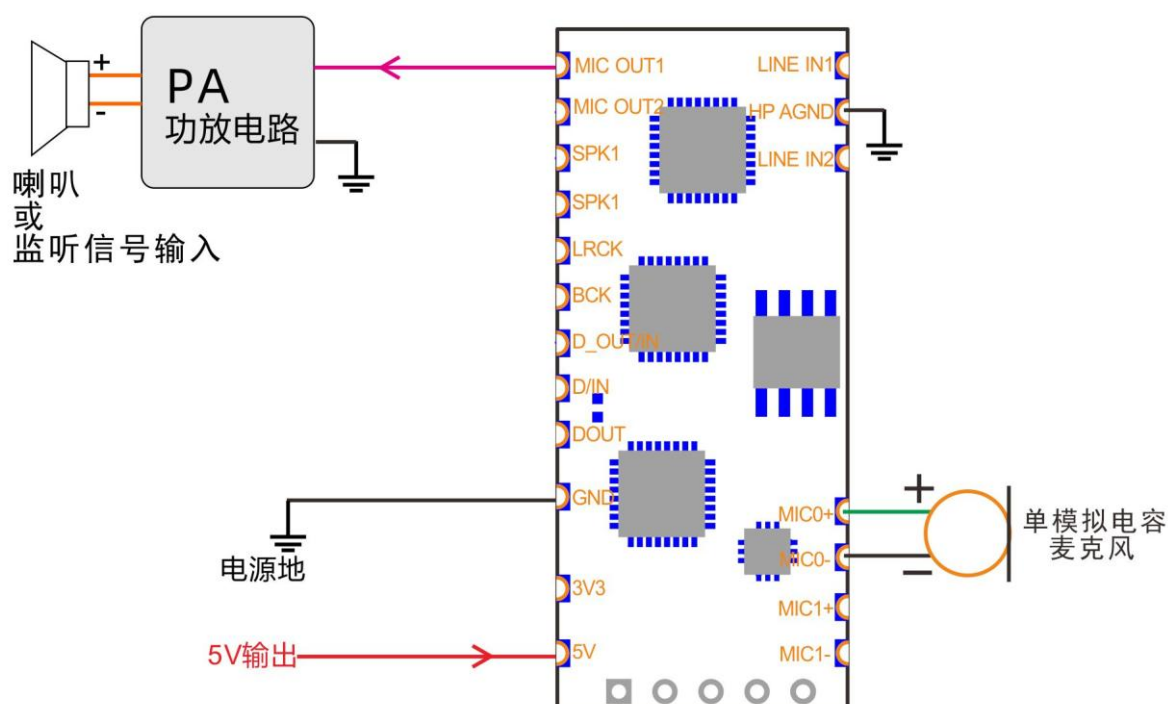 +
-
PA
功放电路
喇叭
或
监听信号输入
MIC OUT1
MIC OUT2
SPK1
SPK1
LRCK
BCK
D_OUT/IN
D/IN
DOUT
GND
3V3
5V
LINE IN1
HP AGND
LINE IN2
MIC0+
MIC0-
MIC1+
MIC1-
电源地
5V输出
+
−
单模拟电容
麦克风